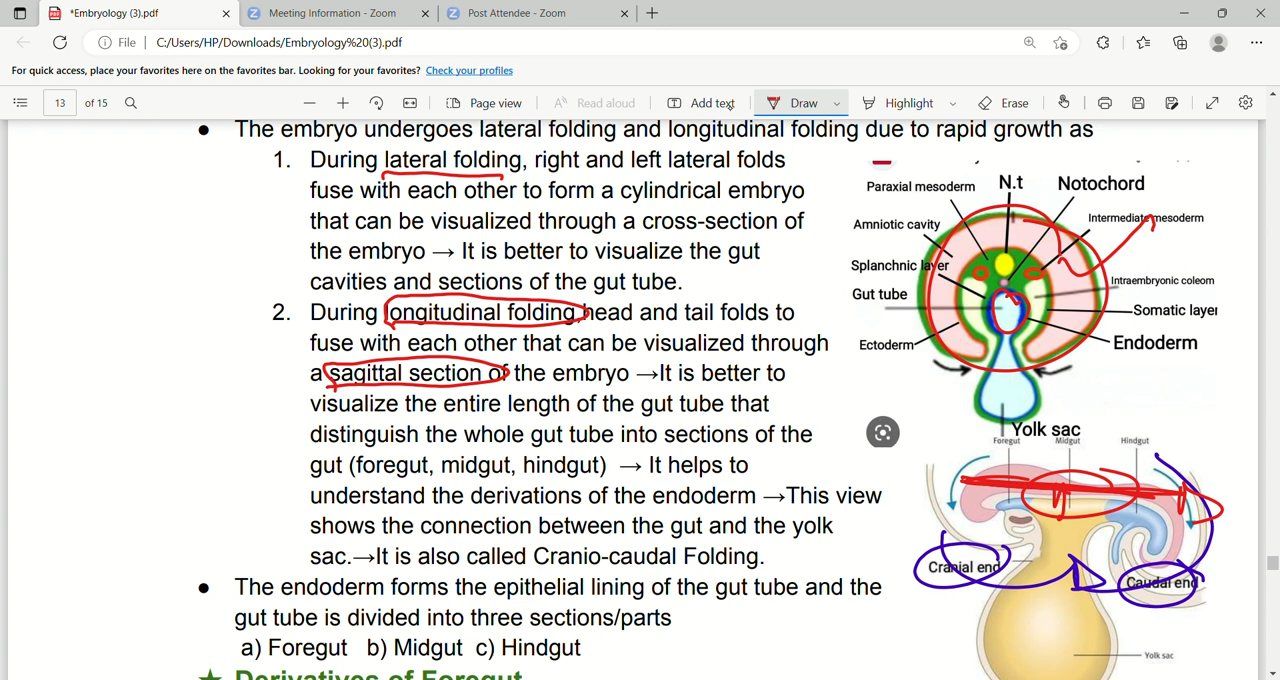 *Embryology (3).pdf
Meeting Information - Zoom
Post Attendee - Zoom
File
C:/Users/HP/Downloads/Embryology%20(3).pdf
For quick access, place your favorites here on the favorites bar. Looking for your favorites? Check your profiles
13 of 15
Page view
Read aloud
Add text
Draw
Highlight
Erase
● The embryo undergoes lateral folding and longitudinal folding due to rapid growth as
1. During lateral folding, right and left lateral folds
fuse with each other to form a cylindrical embryo
that can be visualized through a cross-section of
the embryo → It is better to visualize the gut
cavities and sections of the gut tube.
2. During longitudinal folding,head and tail folds to
fuse with each other that can be visualized through
a sagittal section of the embryo →It is better to
visualize the entire length of the gut tube that
distinguish the whole gut tube into sections of the
gut (foregut, midgut, hindgut) → It helps to
understand the derivations of the endoderm →This view
shows the connection between the gut and the yolk
sac.→It is also called Cranio-caudal Folding.
● The endoderm forms the epithelial lining of the gut tube and the
gut tube is divided into three sections/parts
a) Foregut b) Midgut c) Hindgut
★ Derivatives of Foregut
Paraxial mesoderm
N.t
Notochord
Amniotic cavity
Intermediate mesoderm
Splanchnic layer
Gut tube
Intraembryonic coleom
Somatic layer
Ectoderm
Endoderm
Yolk sac
Foregut
Midgut
Hindgut
Cranial end
Caudal end
Yolk sac